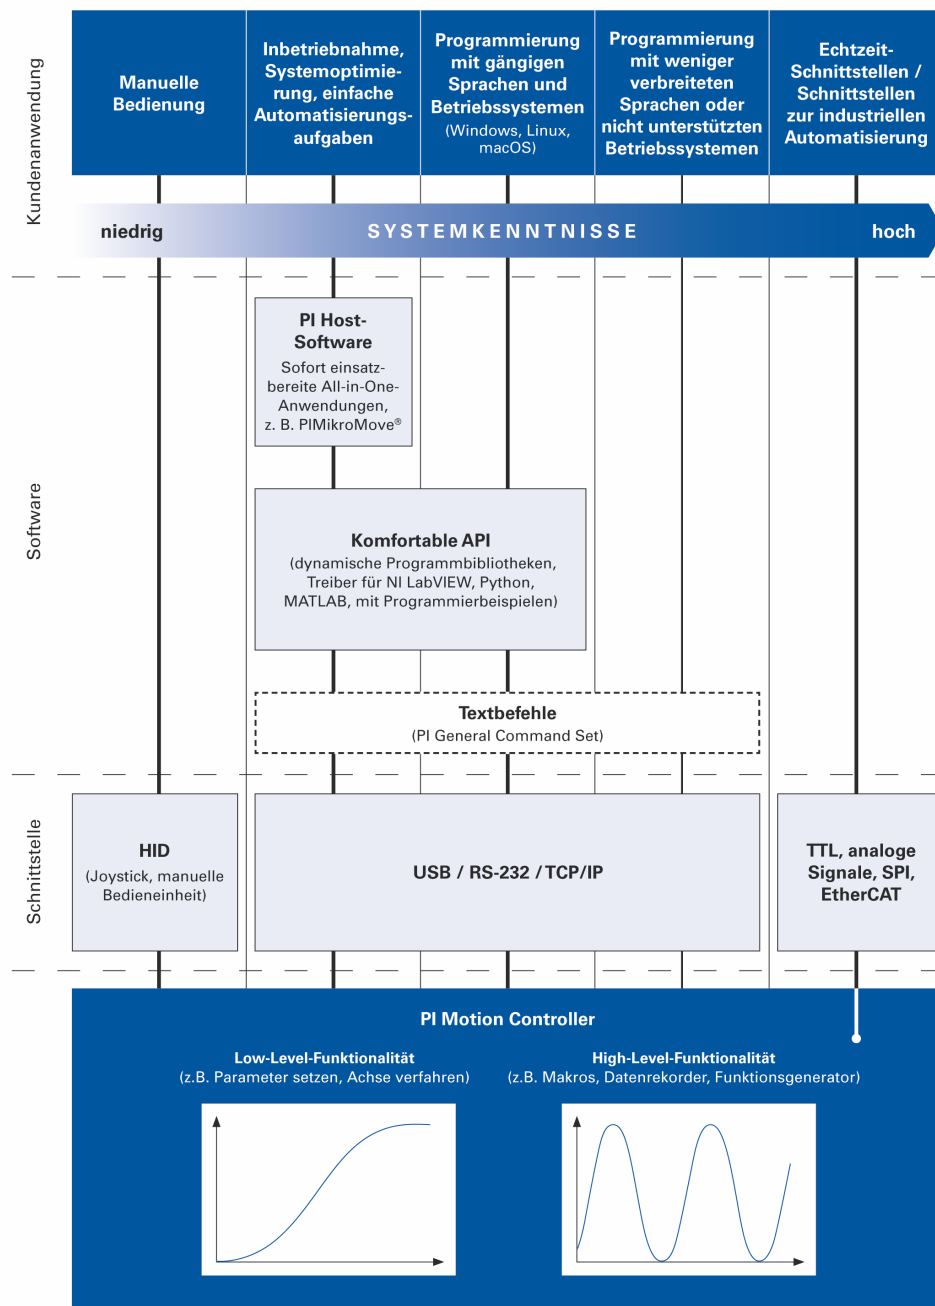 Kundenanwendung
Manuelle
Bedienung
Inbetriebnahme,
Systemoptimie-
rung, einfache
Automatisierungs-
aufgaben
Programmierung
mit gängigen
Sprachen und
Betriebssystemen
(Windows, Linux,
macOS)
Programmierung
mit weniger
verbreiteten
Sprachen oder
nicht unterstützten
Betriebssystemen
Echtzeit-
Schnittstellen /
Schnittstellen
zur industriellen
Automatisierung
niedrig
SYSTEMKENNTNISSE
hoch
Software
PI Host-
Software
Sofort einsatz-
bereite All-in-One-
Anwendungen,
z. B. PIMikroMove®
Komfortable API
(dynamische Programmbibliotheken,
Treiber für NI LabVIEW, Python,
MATLAB, mit Programmierbeispielen)
Textbefehle
(PI General Command Set)
Schnittstelle
HID
(Joystick, manuelle
Bedieneinheit)
USB / RS-232 / TCP/IP
TTL, analoge
Signale, SPI,
EtherCAT
PI Motion Controller
Low-Level-Funktionalität
(z.B. Parameter setzen, Achse verfahren)
High-Level-Funktionalität
(z.B. Makros, Datenrekorder, Funktionsgenerator)